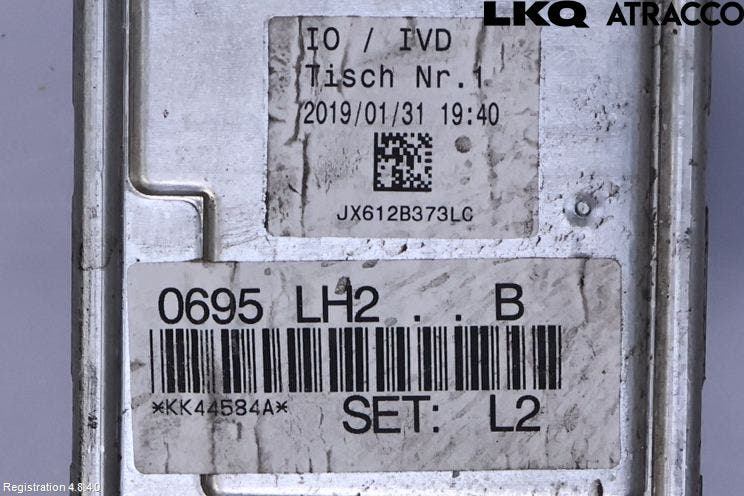 LKQ ATRACCO
IO / IVD
Tisch Nr.1
2019/01/31 19:40
JX612B373LC
0695 LH2 . . B
*KK44584A*
SET: L2
Registration 4.8.4.0